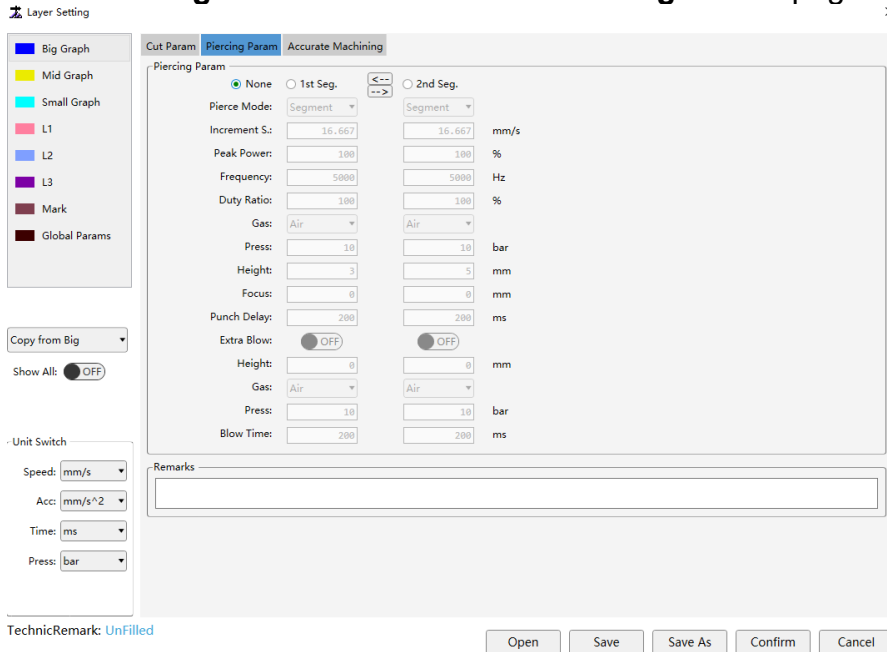 Layer Setting
Big Graph
Mid Graph
Small Graph
L1
L2
L3
Mark
Global Params
Copy from Big
Show All: OFF
Unit Switch
Speed: mm/s
Acc: mm/s^2
Time: ms
Press: bar
Cut Param Piercing Param Accurate Machining
Piercing Param
None 1st Seg. <-- --> 2nd Seg.
Pierce Mode: Segment Segment
Increment S.: 16.667 16.667 mm/s
Peak Power: 100 100 %
Frequency: 5000 5000 Hz
Duty Ratio: 100 100 %
Gas: Air Air
Press: 10 10 bar
Height: 3 5 mm
Focus: 0 0 mm
Punch Delay: 200 200 ms
Extra Blow: OFF OFF
Height: 0 0 mm
Gas: Air Air
Press: 10 10 bar
Blow Time: 200 200 ms
Remarks
TechnicRemark: UnFilled
Open Save Save As Confirm Cancel